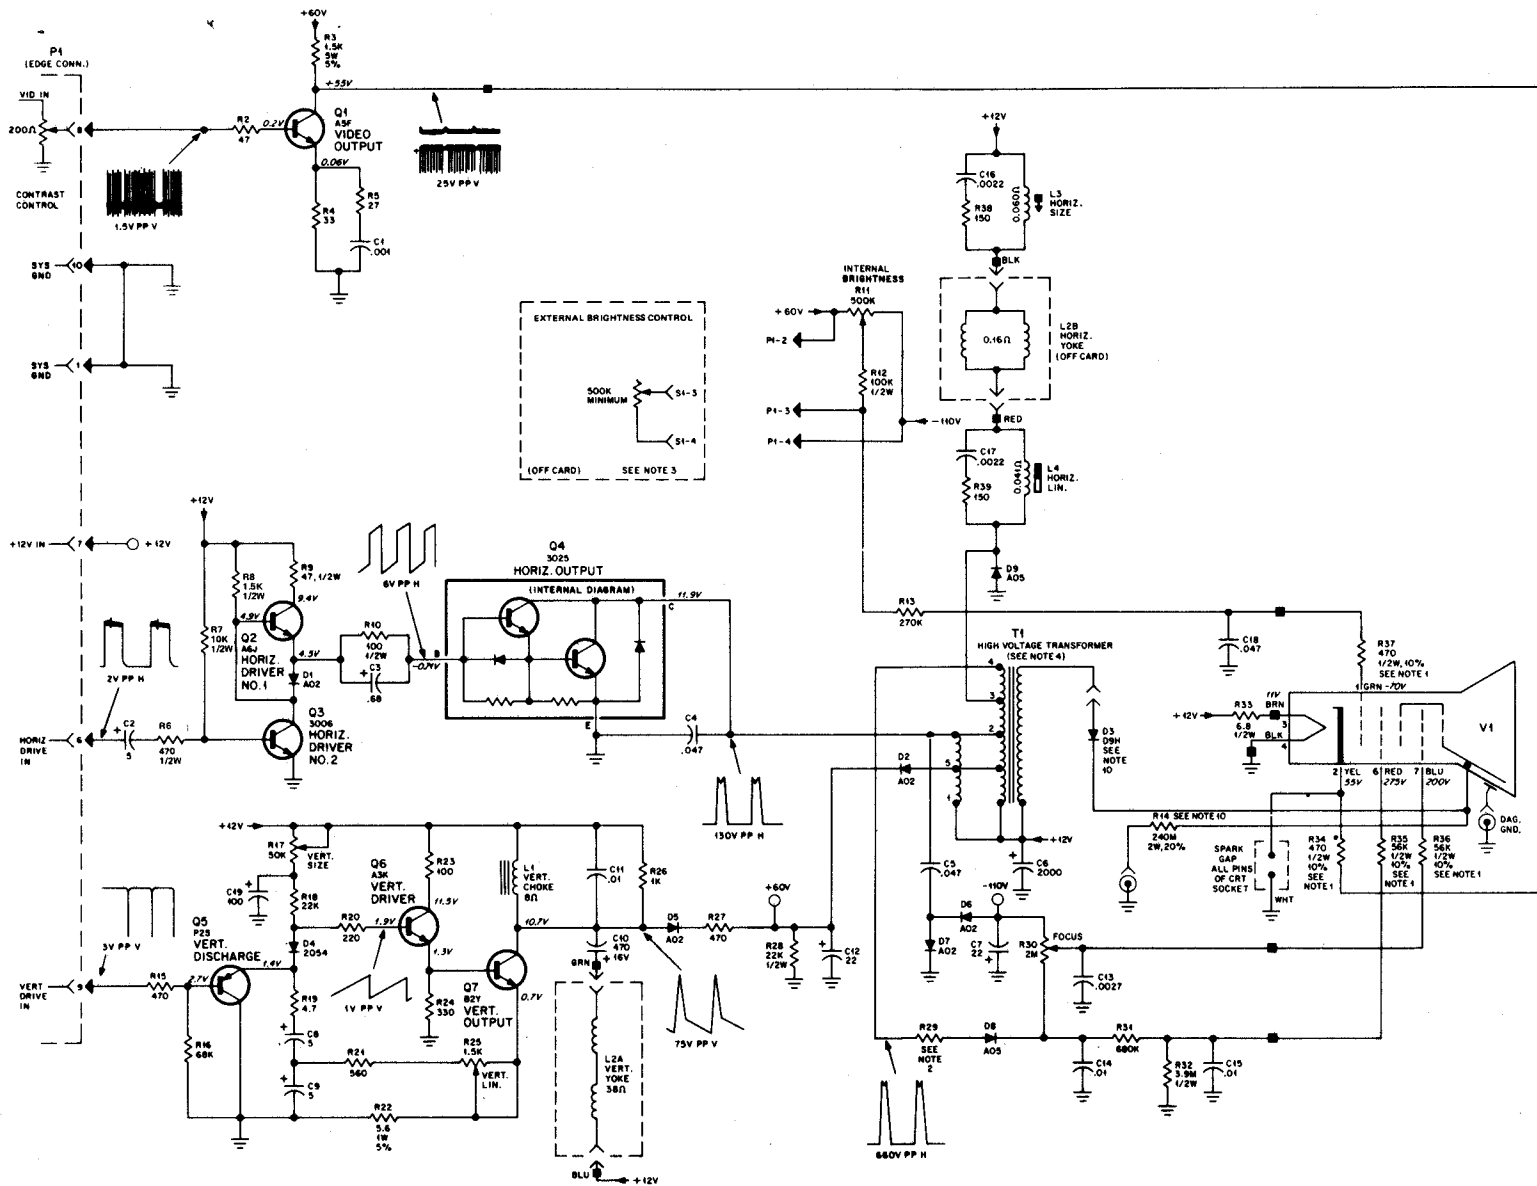 +60V
R3
1.5K
5W
5%
P1
(EDGE CONN.)
+55V
VID IN
200Ω
8
R2
47
0.2V
Q1
A5F
VIDEO
OUTPUT
0.06V
25V PP V
CONTRAST
CONTROL
1.5V PP V
R4
33
R5
27
C1
.001
SYS
GND
10
SYS
GND
1
+12V
C16
.0022
R38
150
0.060Ω
L3
HORIZ.
SIZE
BLK
INTERNAL
BRIGHTNESS
R11
500K
+60V
P1-2
R12
100K
1/2W
P1-3
P1-4
-110V
0.16Ω
L2B
HORIZ.
YOKE
(OFF CARD)
RED
EXTERNAL BRIGHTNESS CONTROL
500K
MINIMUM
S1-3
S1-4
(OFF CARD)
SEE NOTE 3
C17
.0022
R39
150
0.041Ω
L4
HORIZ.
LIN.
D9
A05
+12V
+12V IN
7
+12V
R8
1.5K
1/2W
R9
47, 1/2W
9.4V
4.9V
R7
10K
1/2W
Q2
A6J
HORIZ.
DRIVER
NO.1
4.5V
D1
A02
2V PP H
HORIZ
DRIVE
IN
6
C2
5
R6
470
1/2W
Q3
3006
HORIZ.
DRIVER
NO.2
R10
100
1/2W
C3
.68
6V PP H
B
Q4
3025
HORIZ. OUTPUT
(INTERNAL DIAGRAM)
11.9V
C
E
C4
.047
130V PP H
R13
270K
C18
.047
R37
470
1/2W, 10%
SEE NOTE 1
T1
HIGH VOLTAGE TRANSFORMER
(SEE NOTE 4)
4
3
2
5
1
D2
A02
D3
D9H
SEE
NOTE
10
+12V
1 GRN -70V
+12V
R33
6.8
1/2W
11V
BRN
3
BLK
4
V1
2 YEL
55V
6 RED
275V
7 BLU
200V
DAG.
GND.
R14 SEE NOTE 10
240M
2W, 20%
SPARK
GAP
ALL PINS
OF CRT
SOCKET
WHT
R34
470
1/2W
10%
SEE
NOTE 1
R35
56K
1/2W
10%
SEE
NOTE 1
R36
56K
1/2W
10%
SEE NOTE 1
+12V
R17
50K
VERT.
SIZE
C19
100
R18
22K
D4
2054
1.4V
R20
220
1.9V
Q6
A3K
VERT.
DRIVER
R23
100
11.5V
1.3V
L1
VERT.
CHOKE
8Ω
10.7V
C11
.01
R26
1K
D5
A02
R27
470
+60V
R28
22K
1/2W
C12
22
C5
.047
C6
2000
-110V
D6
A02
D7
A02
C7
22
R30
2M
FOCUS
C13
.0027
3V PP V
Q5
P2S
VERT.
DISCHARGE
VERT
DRIVE
IN
9
R15
470
2.7V
R16
68K
R19
4.7
C8
5
C9
5
1V PP V
R24
330
Q7
B2Y
VERT.
OUTPUT
0.7V
R21
560
R25
1.5K
VERT.
LIN.
R22
5.6
1W
5%
C10
470
16V
GRN
75V PP V
L2A
VERT.
YOKE
38Ω
BLU
+12V
R29
SEE
NOTE
2
D8
A05
C14
.01
R31
680K
R32
3.9M
1/2W
C15
.01
660V PP H